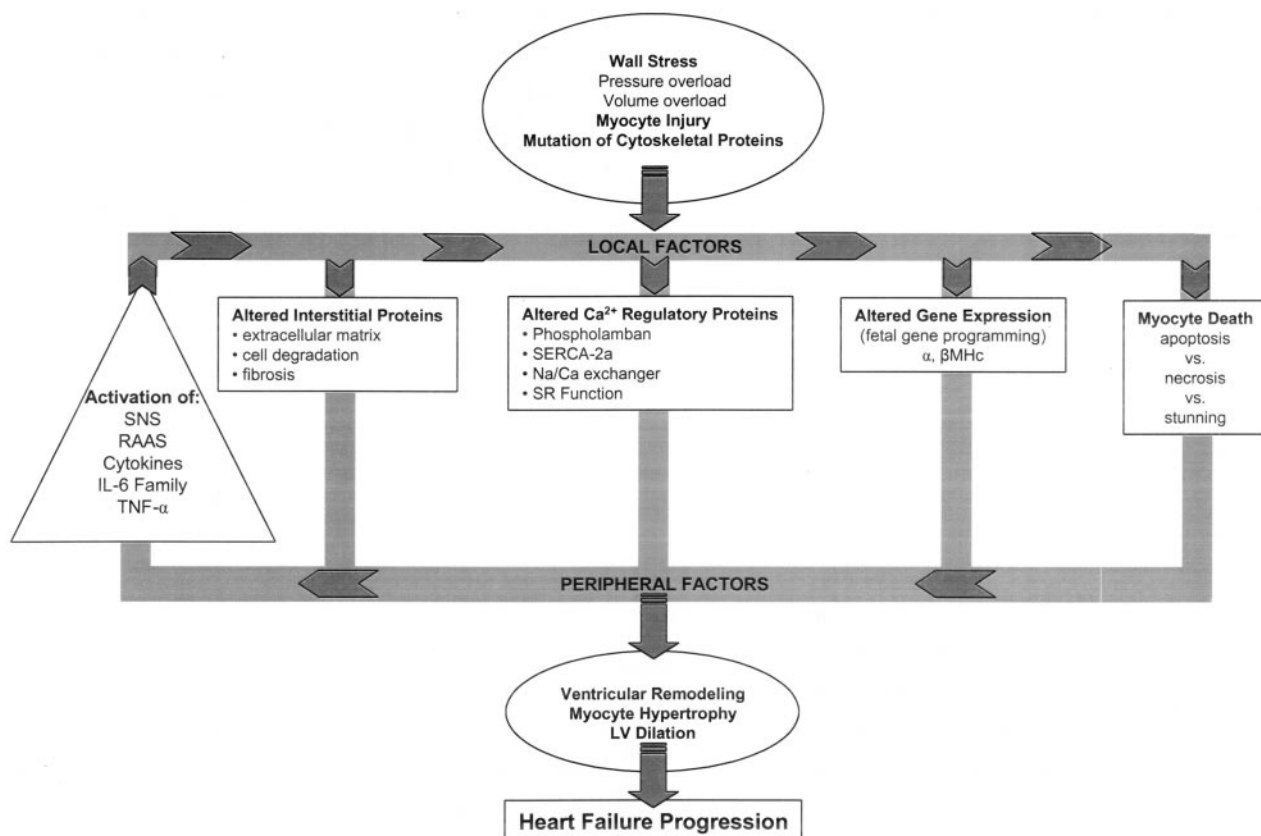 Wall Stress
Pressure overload
Volume overload
Myocyte Injury
Mutation of Cytoskeletal Proteins
LOCAL FACTORS
Activation of:
SNS
RAAS
Cytokines
IL-6 Family
TNF-α
Altered Interstitial Proteins
• extracellular matrix
• cell degradation
• fibrosis
Altered Ca²⁺ Regulatory Proteins
• Phospholamban
• SERCA-2a
• Na/Ca exchanger
• SR Function
Altered Gene Expression
(fetal gene programming)
α, βMHc
Myocyte Death
apoptosis
vs.
necrosis
vs.
stunning
PERIPHERAL FACTORS
Ventricular Remodeling
Myocyte Hypertrophy
LV Dilation
Heart Failure Progression